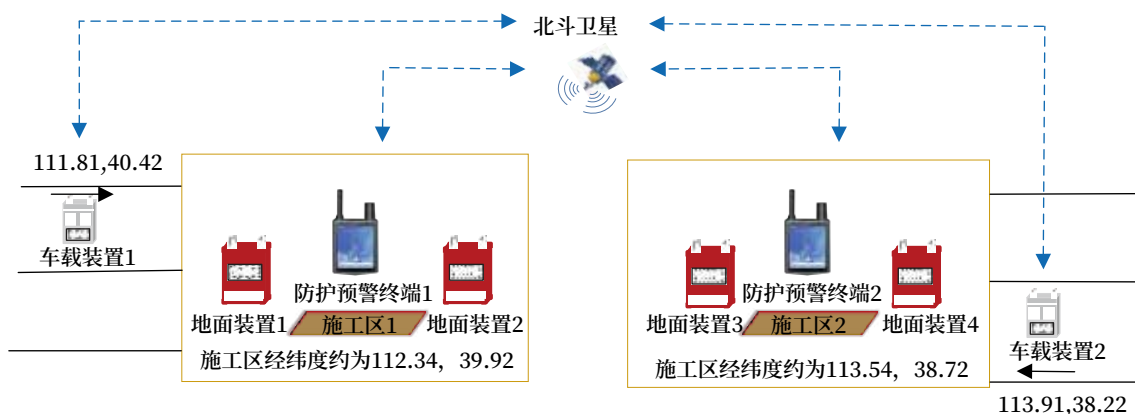 北斗卫星
111.81,40.42
车载装置1
防护预警终端1
地面装置1
施工区1
地面装置2
施工区经纬度约为112.34，39.92
防护预警终端2
地面装置3
施工区2
地面装置4
施工区经纬度约为113.54，38.72
车载装置2
113.91,38.22